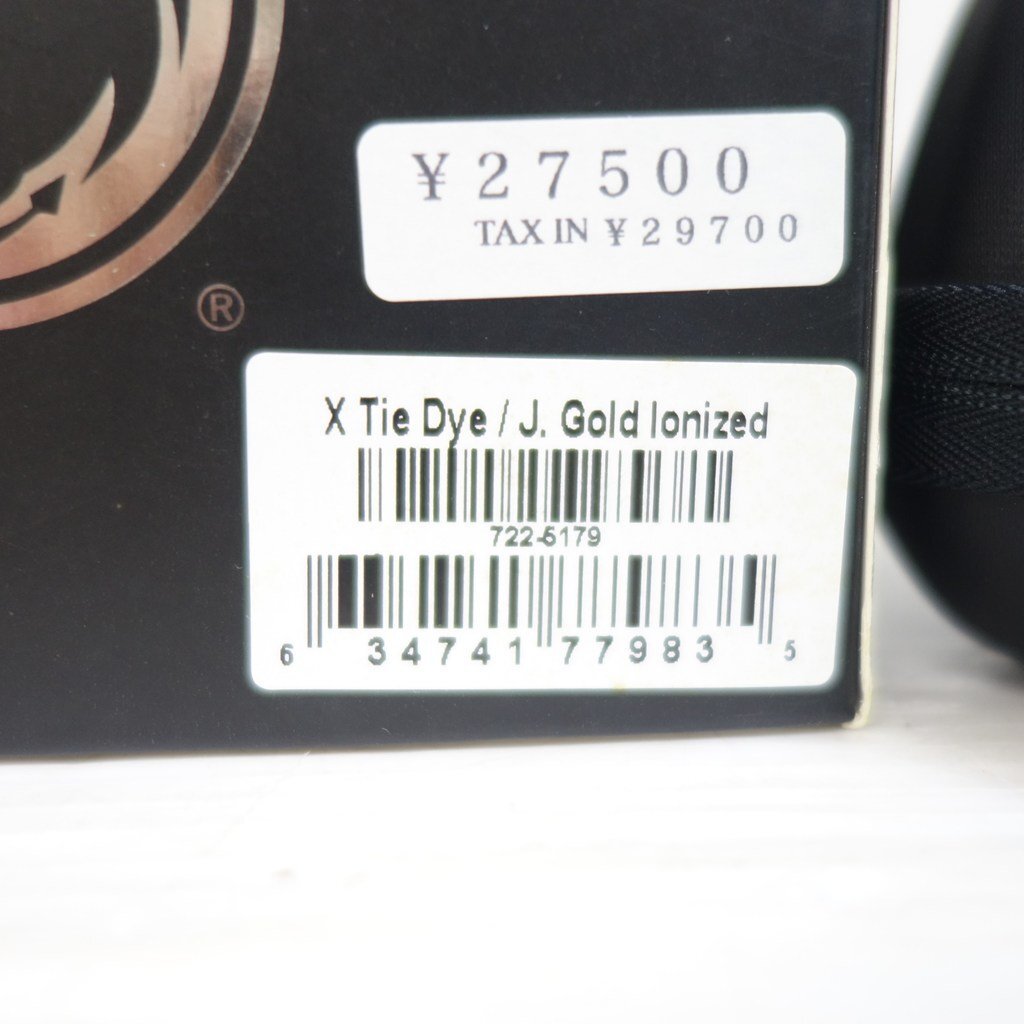 ¥27500
TAX IN ¥29700
®
X Tie Dye / J. Gold Ionized
722-5179
6 34741 77983 5